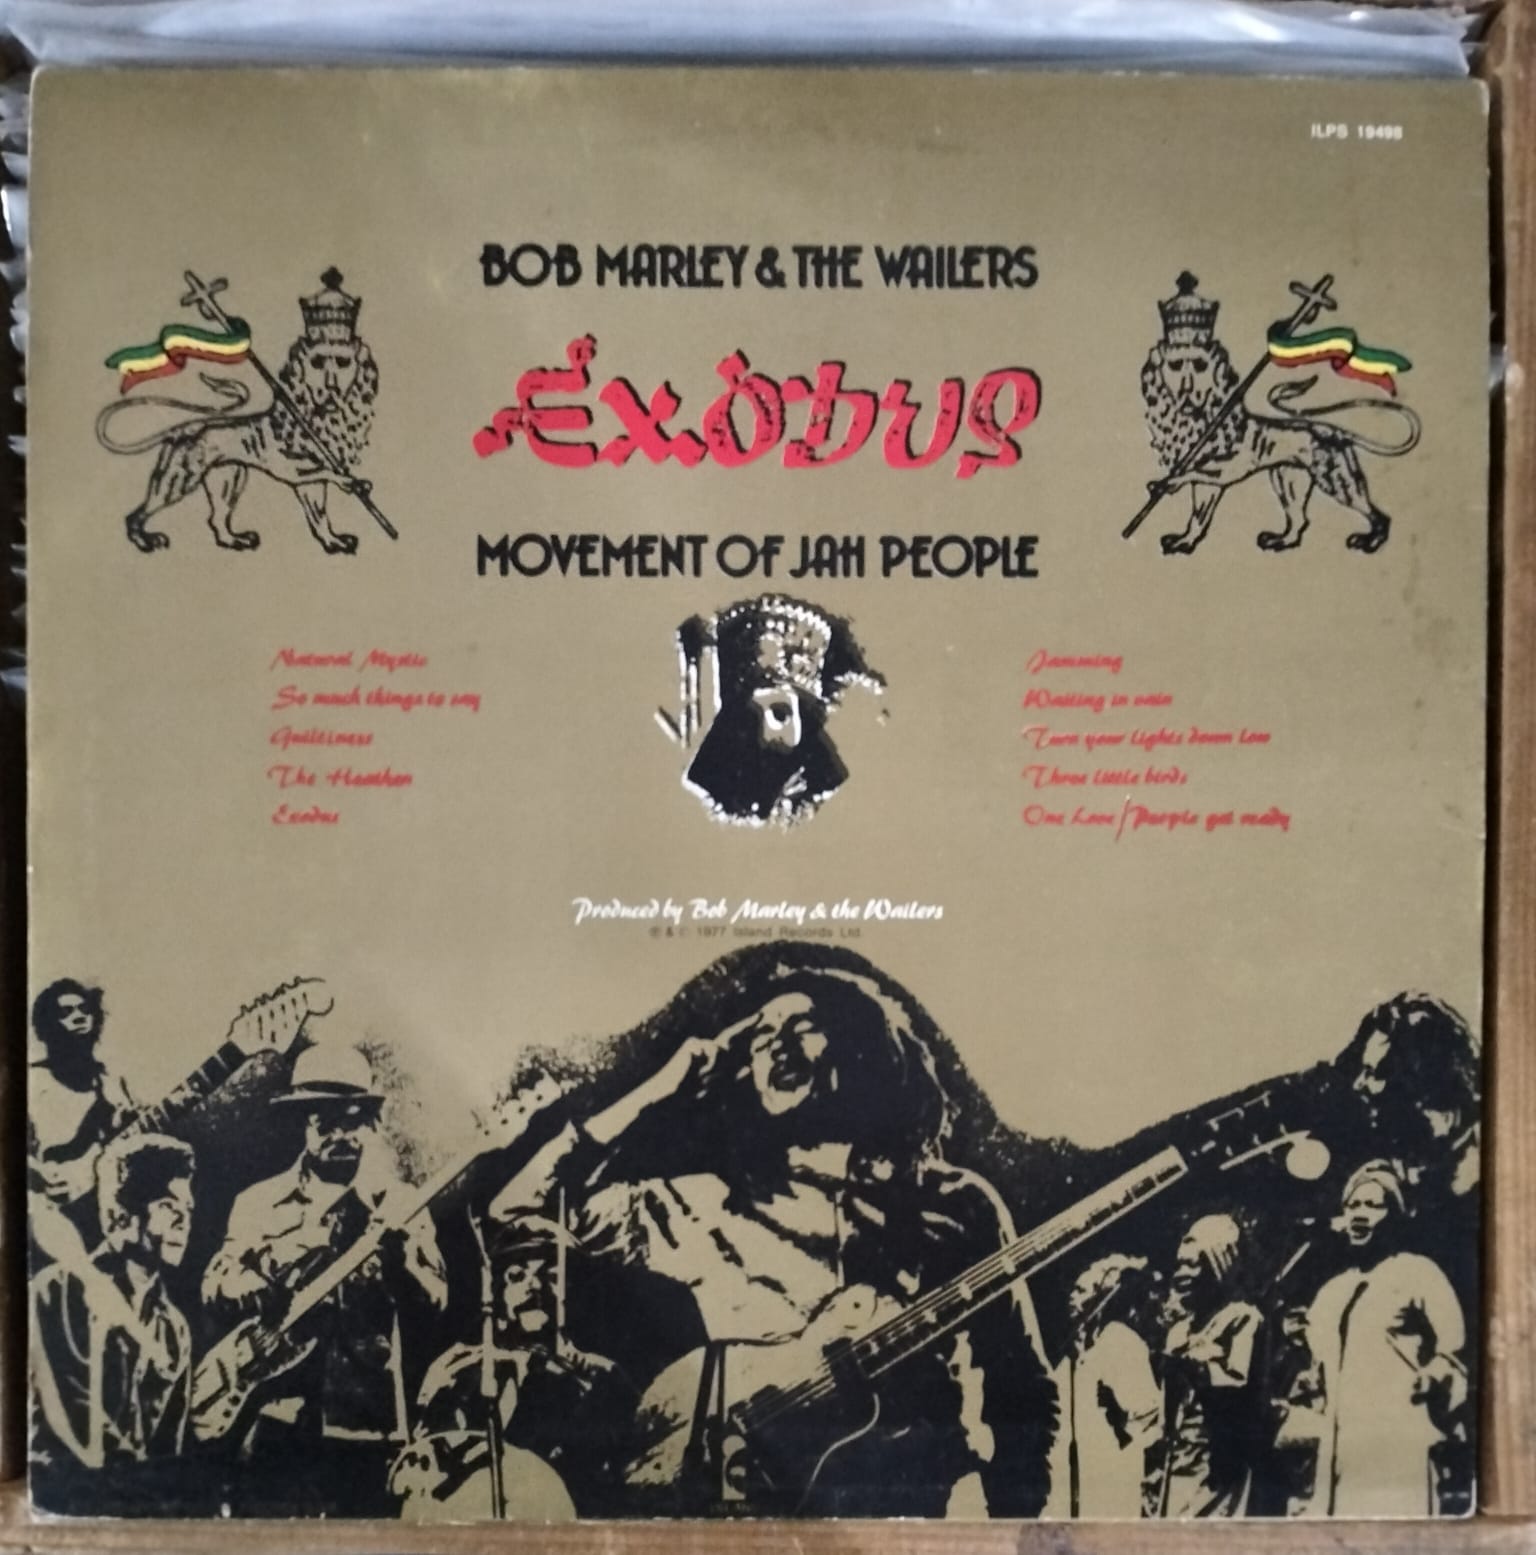 ILPS 19498
BOB MARLEY & THE WAILERS
EXODUS
MOVEMENT OF JAH PEOPLE
Natural Mystic
So much things to say
Guiltiness
The Heathen
Exodus
Jamming
Waiting in vain
Turn your lights down low
Three little birds
One Love/People get ready
Produced by Bob Marley & the Wailers
℗ & © 1977 Island Records Ltd.